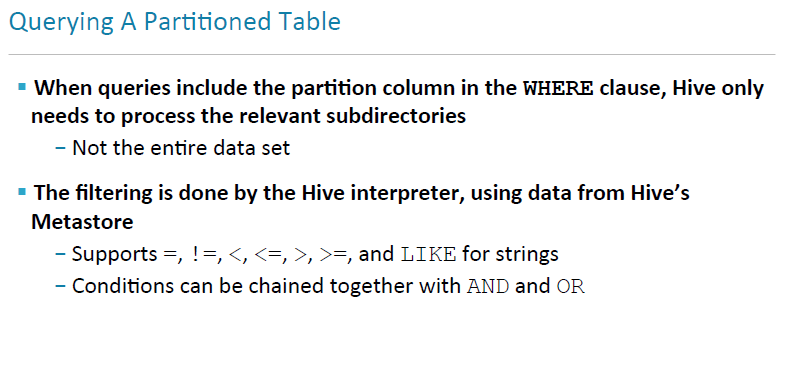 Querying A Partitioned Table
▪ When queries include the partition column in the WHERE clause, Hive only
needs to process the relevant subdirectories
– Not the entire data set
▪ The filtering is done by the Hive interpreter, using data from Hive’s
Metastore
– Supports =, !=, <, <=, >, >=, and LIKE for strings
– Conditions can be chained together with AND and OR